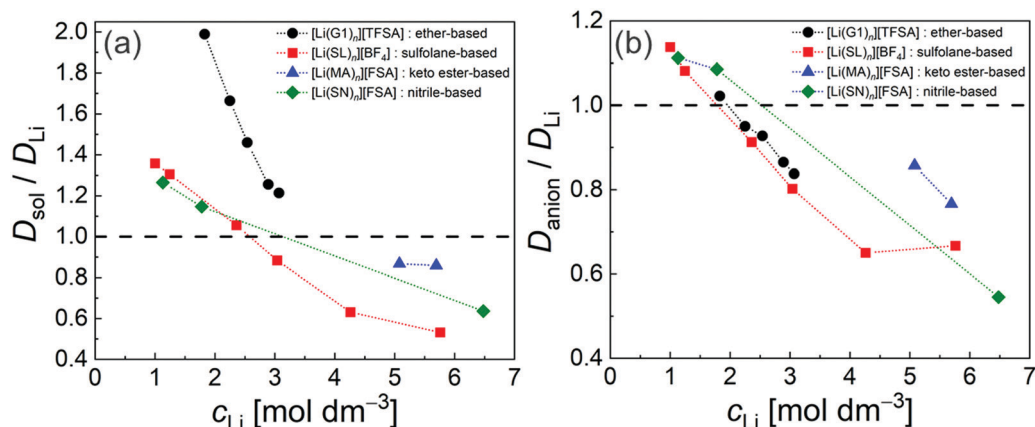 (a)
[Li(G1)n][TFSA] : ether-based
[Li(SL)n][BF4] : sulfolane-based
[Li(MA)n][FSA] : keto ester-based
[Li(SN)n][FSA] : nitrile-based
Dsol / DLi
2.0
1.8
1.6
1.4
1.2
1.0
0.8
0.6
0.4
0 1 2 3 4 5 6 7
cLi [mol dm−3]
(b)
[Li(G1)n][TFSA] : ether-based
[Li(SL)n][BF4] : sulfolane-based
[Li(MA)n][FSA] : keto ester-based
[Li(SN)n][FSA] : nitrile-based
Danion / DLi
1.2
1.0
0.8
0.6
0.4
0 1 2 3 4 5 6 7
cLi [mol dm−3]